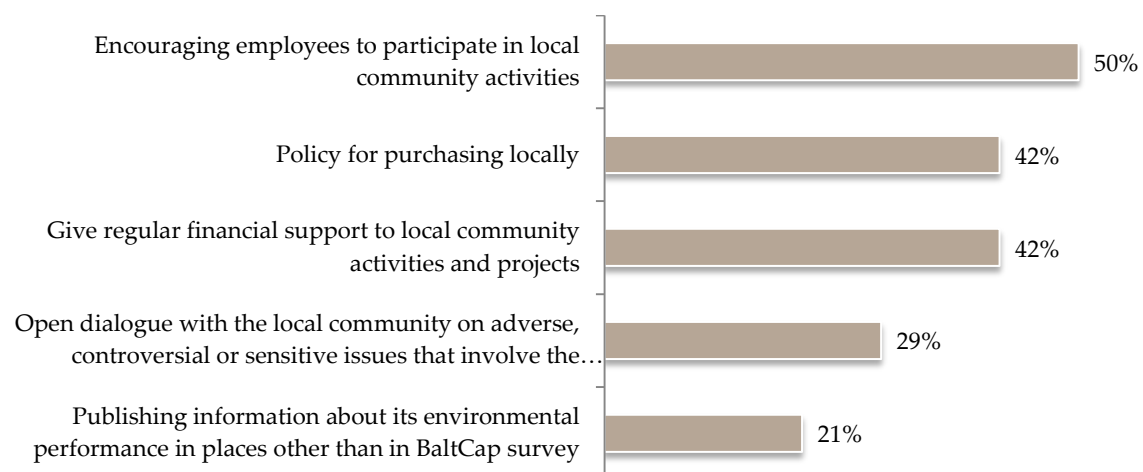 Encouraging employees to participate in local
community activities
50%
Policy for purchasing locally
42%
Give regular financial support to local community
activities and projects
42%
Open dialogue with the local community on adverse,
controversial or sensitive issues that involve the…
29%
Publishing information about its environmental
performance in places other than in BaltCap survey
21%